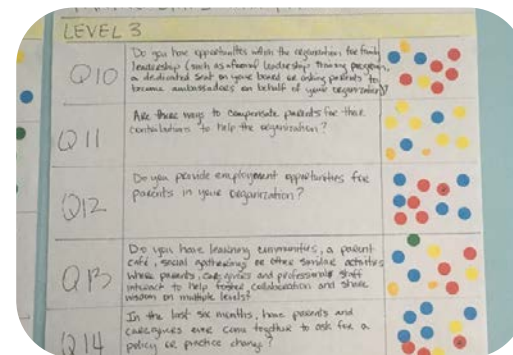 LEVEL 3
Q10
Do you have opportunities within the organization for family
leadership (such as a formal leadership training program,
a dedicated seat on your board or asking parents to
become ambassadors on behalf of your organization)?
Q11
Are there ways to compensate parents for their
contributions to help the organization?
Q12
Do you provide employment opportunities for
parents in your organization?
Q13
Do you have learning communities, a parent
café, social gatherings or other similar activities
where parents, caregivers and professional staff
interact to help foster collaboration and share
wisdom on multiple levels?
Q14
In the last six months, have parents and
caregivers ever come together to ask for a
policy or practice change?